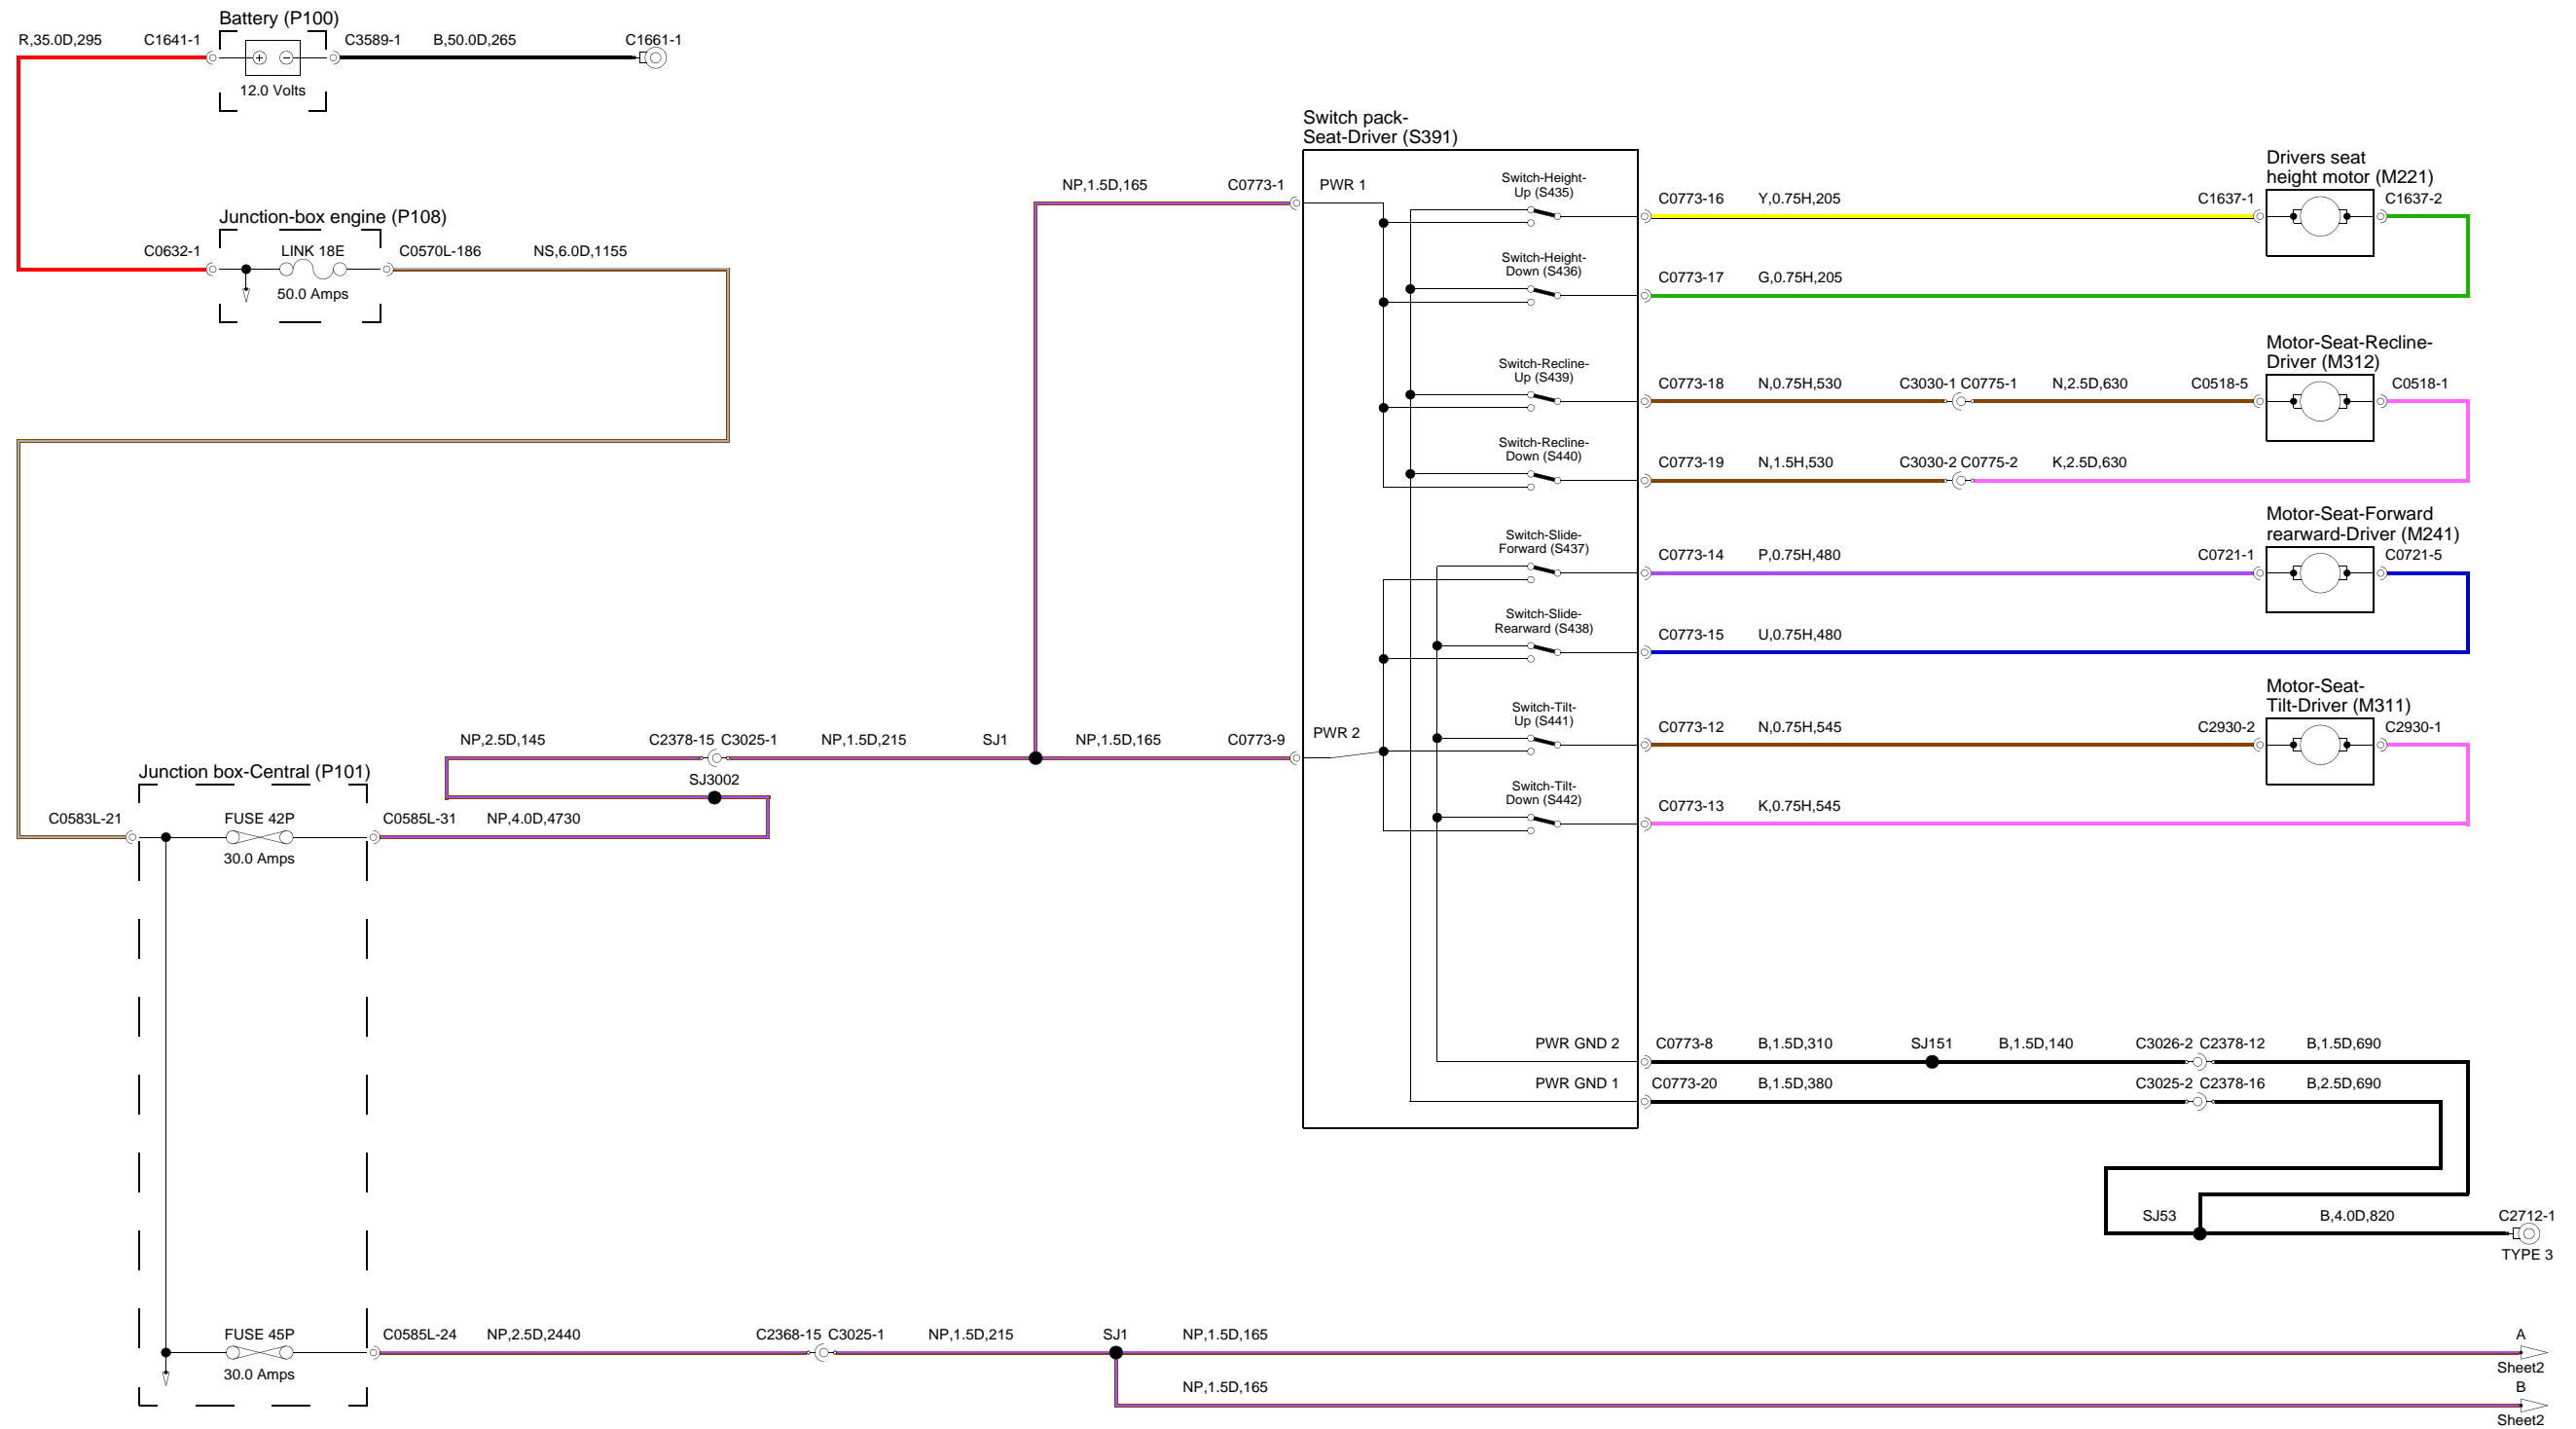 Battery (P100)
R,35.0D,295
C1641-1
C3589-1
B,50.0D,265
C1661-1
12.0 Volts
Switch pack-
Seat-Driver (S391)
Junction-box engine (P108)
C0632-1
LINK 18E
C0570L-186
NS,6.0D,1155
50.0 Amps
NP,1.5D,165
C0773-1
PWR 1
Switch-Height-
Up (S435)
C0773-16
Y,0.75H,205
C1637-1
Drivers seat
height motor (M221)
C1637-2
Switch-Height-
Down (S436)
C0773-17
G,0.75H,205
Motor-Seat-Recline-
Driver (M312)
Switch-Recline-
Up (S439)
C0773-18
N,0.75H,530
C3030-1 C0775-1
N,2.5D,630
C0518-5
C0518-1
Switch-Recline-
Down (S440)
C0773-19
N,1.5H,530
C3030-2 C0775-2
K,2.5D,630
Motor-Seat-Forward
rearward-Driver (M241)
Switch-Slide-
Forward (S437)
C0773-14
P,0.75H,480
C0721-1
C0721-5
Switch-Slide-
Rearward (S438)
C0773-15
U,0.75H,480
Motor-Seat-
Tilt-Driver (M311)
Switch-Tilt-
Up (S441)
C0773-12
N,0.75H,545
C2930-2
C2930-1
NP,2.5D,145
C2378-15 C3025-1
NP,1.5D,215
SJ1
NP,1.5D,165
C0773-9
PWR 2
SJ3002
Switch-Tilt-
Down (S442)
C0773-13
K,0.75H,545
Junction box-Central (P101)
C0583L-21
FUSE 42P
C0585L-31
NP,4.0D,4730
30.0 Amps
PWR GND 2
C0773-8
B,1.5D,310
SJ151
B,1.5D,140
C3026-2 C2378-12
B,1.5D,690
PWR GND 1
C0773-20
B,1.5D,380
C3025-2 C2378-16
B,2.5D,690
SJ53
B,4.0D,820
C2712-1
TYPE 3
FUSE 45P
C0585L-24
NP,2.5D,2440
C2368-15 C3025-1
NP,1.5D,215
SJ1
NP,1.5D,165
A
Sheet2
30.0 Amps
NP,1.5D,165
B
Sheet2